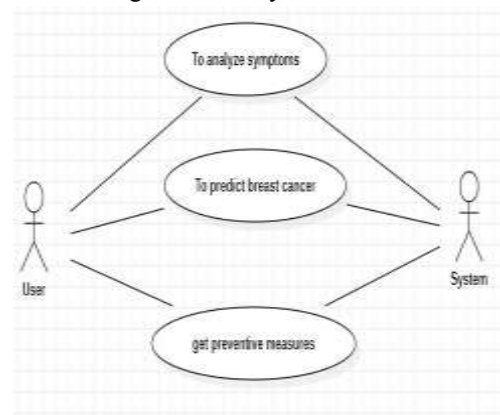 To analyze symptoms
To predict breast cancer
User
System
get preventive measures